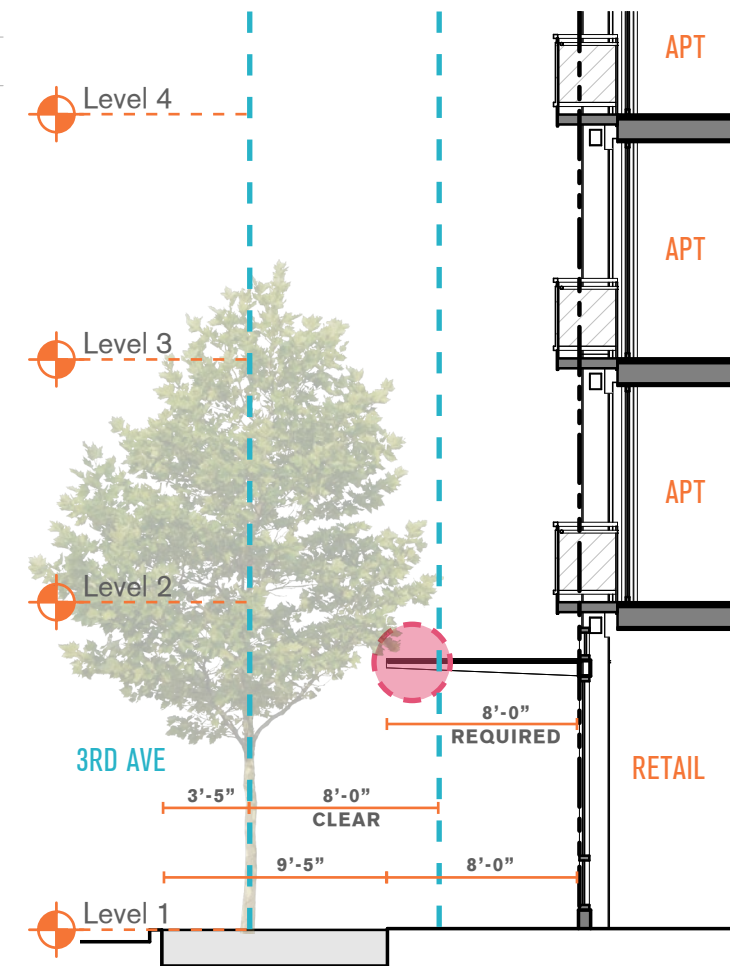 APT
Level 4
APT
Level 3
APT
Level 2
8’-0”
REQUIRED
3RD AVE
RETAIL
3’-5”
8’-0”
CLEAR
9’-5”
8’-0”
Level 1